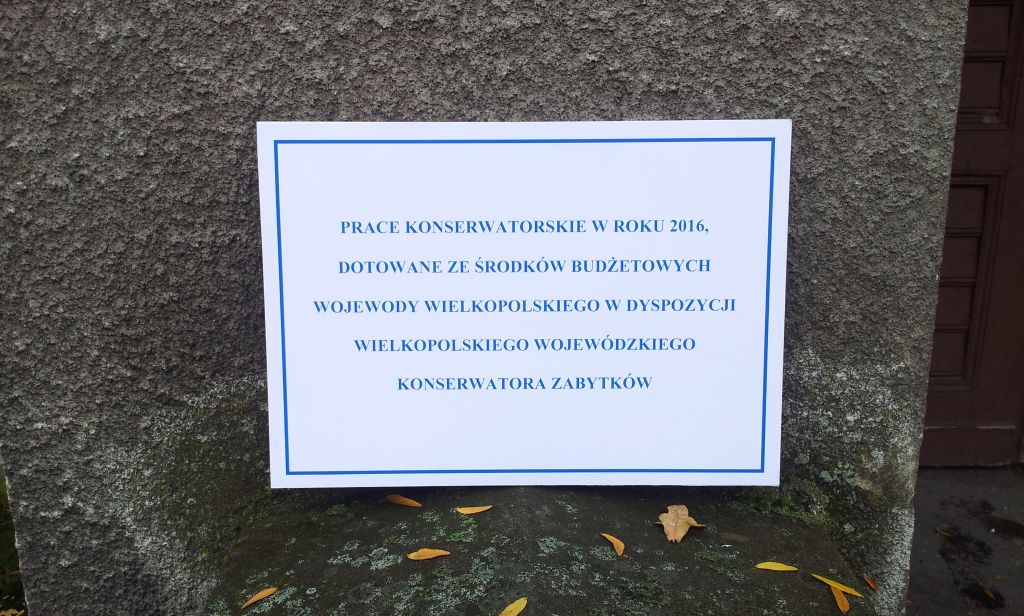 PRACE KONSERWATORSKIE W ROKU 2016,
DOTOWANE ZE ŚRODKÓW BUDŻETOWYCH
WOJEWODY WIELKOPOLSKIEGO W DYSPOZYCJI
WIELKOPOLSKIEGO WOJEWÓDZKIEGO
KONSERWATORA ZABYTKÓW